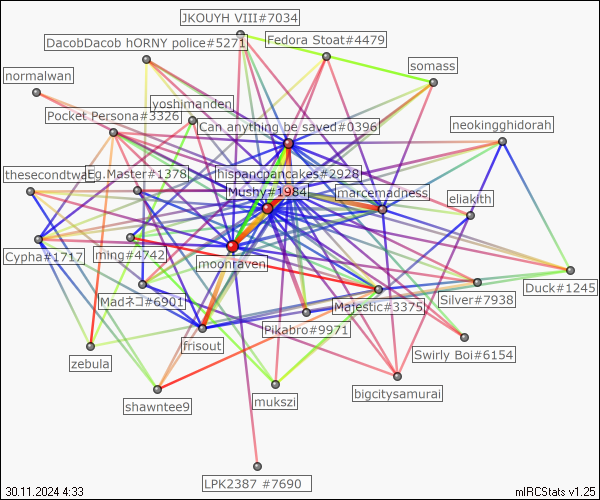 JKOUYH VIII#7034
Fedora Stoat#4479
DacobDacob hORNY police#5271
somass
normalwan
yoshimanden
Pocket Persona#3326
Can anything be saved#0396
neokingghidorah
thesecondtwa
Eg.Master#1378
hispancpancakes#2928
Mushy#1984
marcemadness
eliakith
Cypha#1717
ming#4742
moonraven
Duck#1245
Madネコ#6901
Majestic#3375
Silver#7938
Pikabro#9971
frisout
Swirly Boi#6154
zebula
bigcitysamurai
mukszi
shawntee9
LPK2387 #7690
30.11.2024 4:33
mIRCStats v1.25